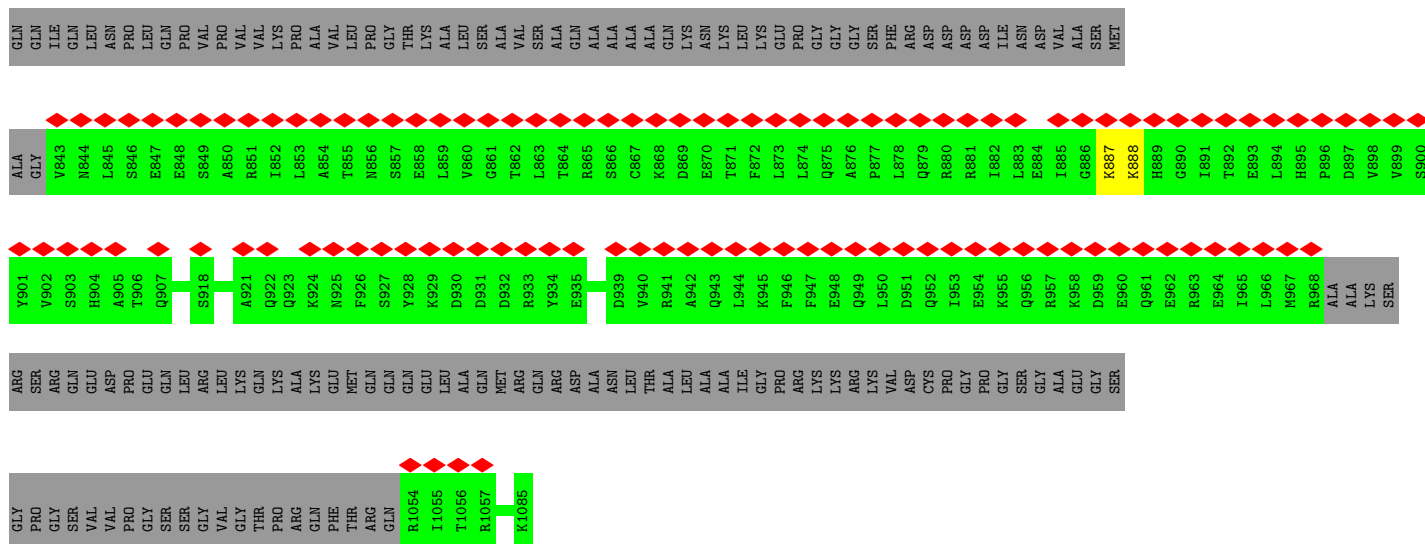 GLN GLN ILE GLN LEU ASN PRO LEU GLN PRO VAL PRO VAL VAL LYS PRO ALA VAL LEU PRO GLY THR LYS ALA LEU SER ALA VAL SER ALA GLN ALA ALA ALA ALA GLN LYS ASN LYS LEU LYS GLU PRO GLY GLY GLY SER PHE ARG ASP ASP ASP ASP ILE ASN ASP VAL ALA SER MET
ALA GLY V843 N844 L845 S846 E847 E848 S849 A850 R851 I852 L853 A854 T855 N856 S857 E858 L859 V860 G861 T862 L863 T864 R865 S866 C867 K868 D869 E870 T871 F872 L873 L874 Q875 A876 P877 L878 Q879 R880 R881 I882 L883 E884 I885 G886 K887 K888 H889 G890 I891 T892 E893 L894 H895 P896 D897 V898 V899 S900
Y901 V902 S903 H904 A905 T906 Q907 S918 A921 Q922 Q923 K924 N925 F926 S927 Y928 K929 D930 D931 D932 R933 Y934 E935 D939 V940 R941 A942 Q943 L944 K945 F946 F947 E948 Q949 L950 D951 Q952 I953 E954 K955 Q956 R957 K958 D959 E960 Q961 E962 R963 E964 I965 L966 M967 R968 ALA ALA LYS SER
ARG SER ARG GLN GLU ASP PRO GLU GLN LEU ARG LEU LYS GLN LYS ALA LYS GLU MET GLN GLN GLN GLU LEU ALA GLN MET ARG GLN ARG ASP ALA ASN LEU THR ALA LEU ALA ALA ILE GLY PRO ARG LYS LYS ARG LYS VAL ASP CYS PRO GLY PRO GLY SER GLY ALA GLU GLY SER
GLY PRO GLY SER VAL VAL PRO GLY SER SER GLY VAL GLY THR PRO ARG GLN PHE THR ARG GLN R1054 I1055 T1056 R1057 K1085